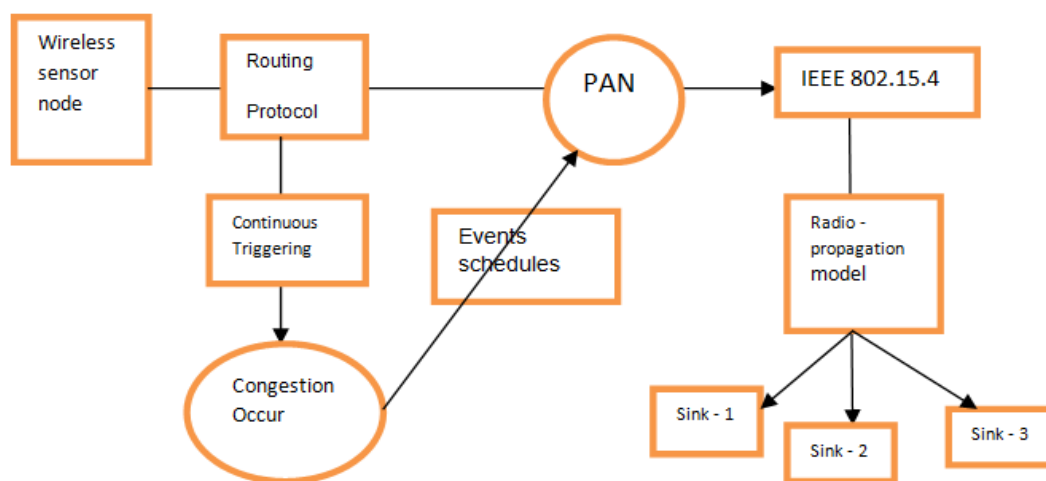 Wireless
sensor
node
Routing
Protocol
PAN
IEEE 802.15.4
Continuous
Triggering
Events
schedules
Radio -
propagation
model
Congestion
Occur
Sink - 1
Sink - 2
Sink - 3